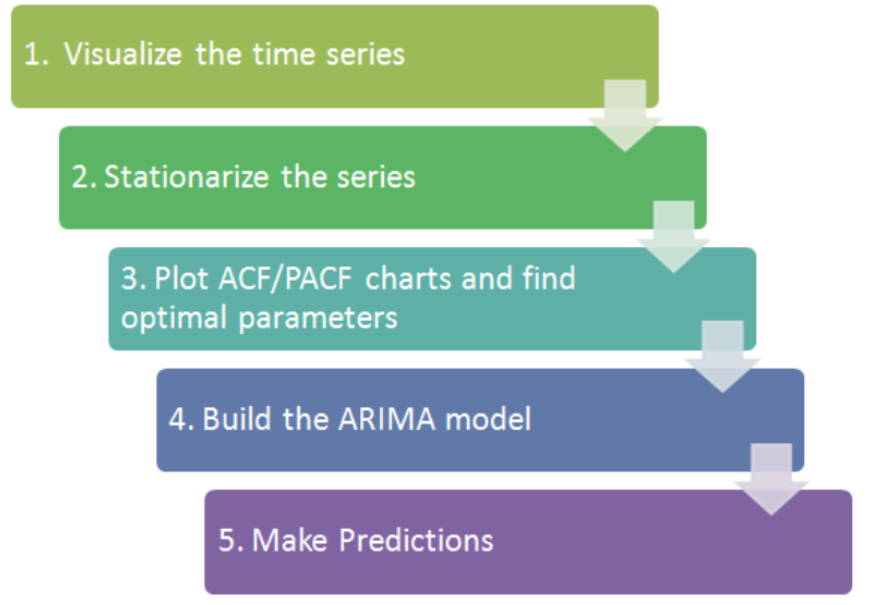 1. Visualize the time series
2. Stationarize the series
3. Plot ACF/PACF charts and find
optimal parameters
4. Build the ARIMA model
5. Make Predictions